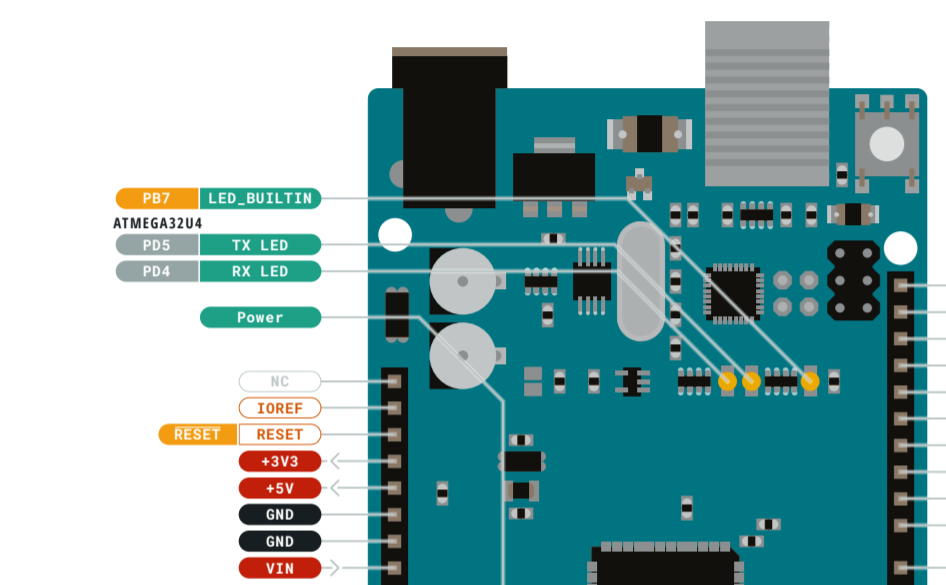 PB7 LED_BUILTIN
ATMEGA32U4
PD5 TX LED
PD4 RX LED
Power
NC
IOREF
RESET RESET
+3V3
+5V
GND
GND
VIN